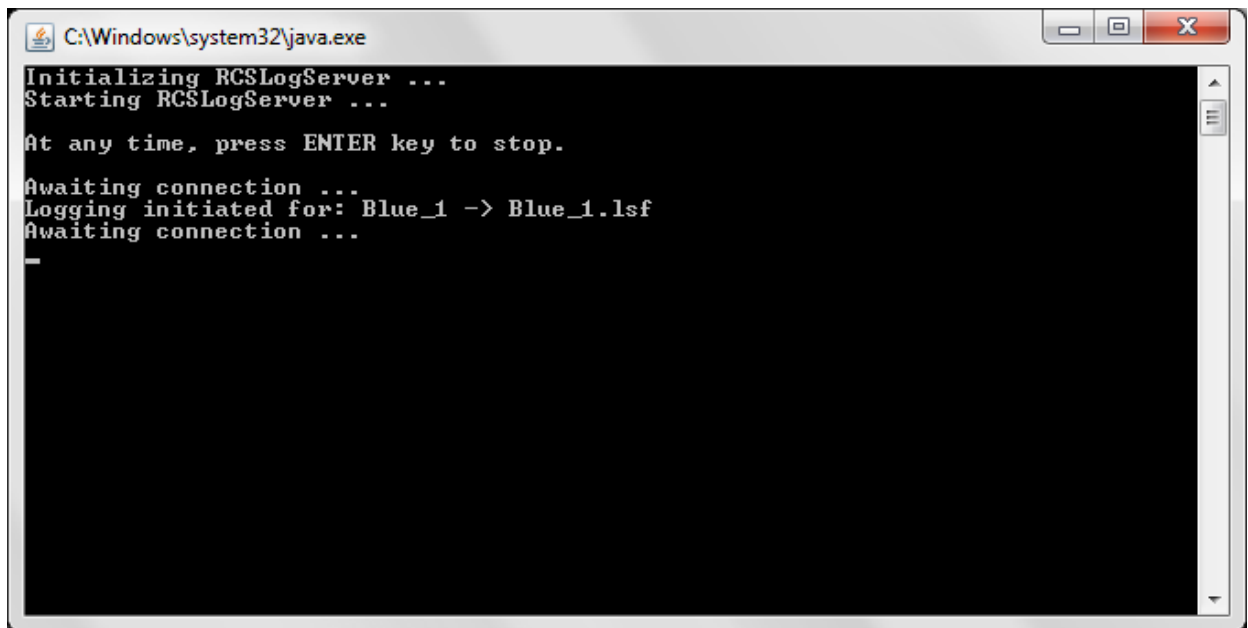 C:\Windows\system32\java.exe
Initializing RCSLogServer ...
Starting RCSLogServer ...
At any time, press ENTER key to stop.
Awaiting connection ...
Logging initiated for: Blue_1 -> Blue_1.lsf
Awaiting connection ...